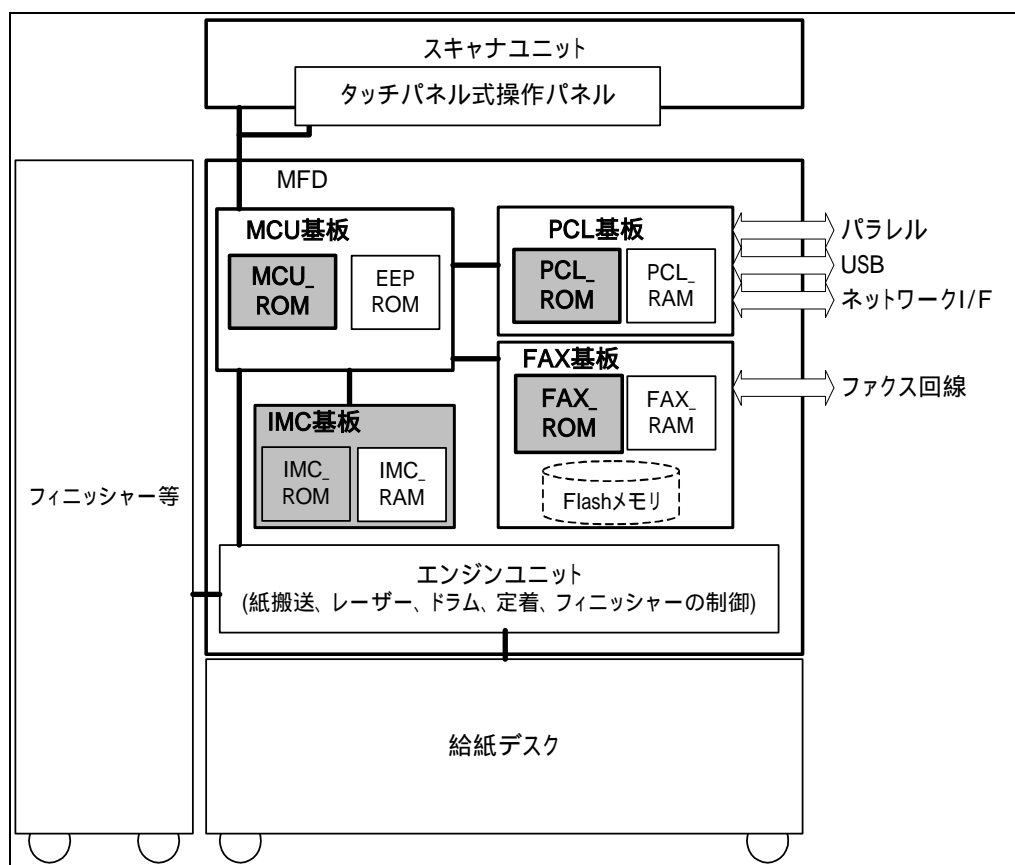 スキャナユニット
タッチパネル式操作パネル
MFD
MCU基板
MCU_
ROM
EEP
ROM
PCL基板
PCL_
ROM
PCL_
RAM
パラレル
USB
ネットワークI/F
FAX基板
FAX_
ROM
FAX_
RAM
Flashメモリ
ファクス回線
IMC基板
IMC_
ROM
IMC_
RAM
フィニッシャー等
エンジンユニット
(紙搬送、レーザー、ドラム、定着、フィニッシャーの制御)
給紙デスク